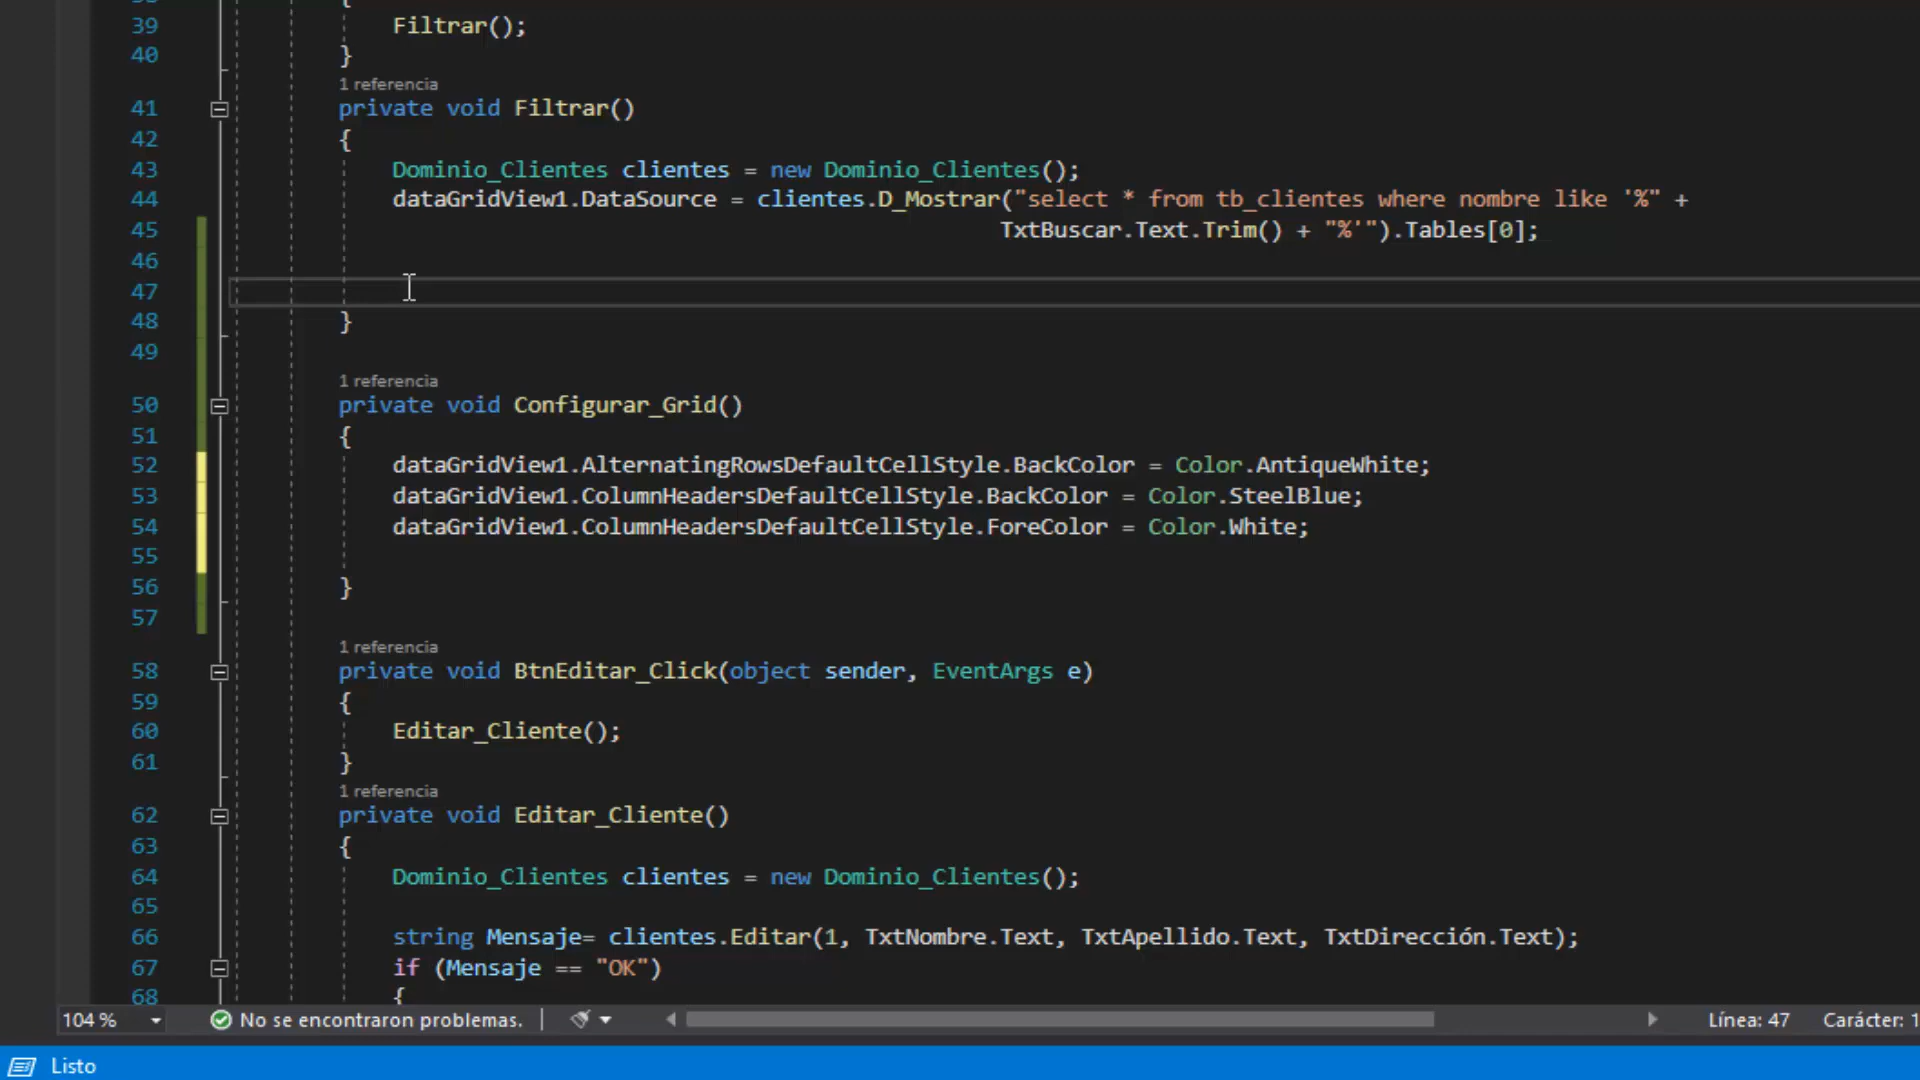 39 Filtrar();
40 }
1 referencia
41 private void Filtrar()
42 {
43 Dominio_Clientes clientes = new Dominio_Clientes();
44 dataGridView1.DataSource = clientes.D_Mostrar("select * from tb_clientes where nombre like '%" +
45 TxtBuscar.Text.Trim() + "%'").Tables[0];
46
47
48 }
49
1 referencia
50 private void Configurar_Grid()
51 {
52 dataGridView1.AlternatingRowsDefaultCellStyle.BackColor = Color.AntiqueWhite;
53 dataGridView1.ColumnHeadersDefaultCellStyle.BackColor = Color.SteelBlue;
54 dataGridView1.ColumnHeadersDefaultCellStyle.ForeColor = Color.White;
55
56 }
57
1 referencia
58 private void BtnEditar_Click(object sender, EventArgs e)
59 {
60 Editar_Cliente();
61 }
1 referencia
62 private void Editar_Cliente()
63 {
64 Dominio_Clientes clientes = new Dominio_Clientes();
65
66 string Mensaje= clientes.Editar(1, TxtNombre.Text, TxtApellido.Text, TxtDirección.Text);
67 if (Mensaje == "OK")
68 {
104 % No se encontraron problemas. Línea: 47 Carácter:
Listo